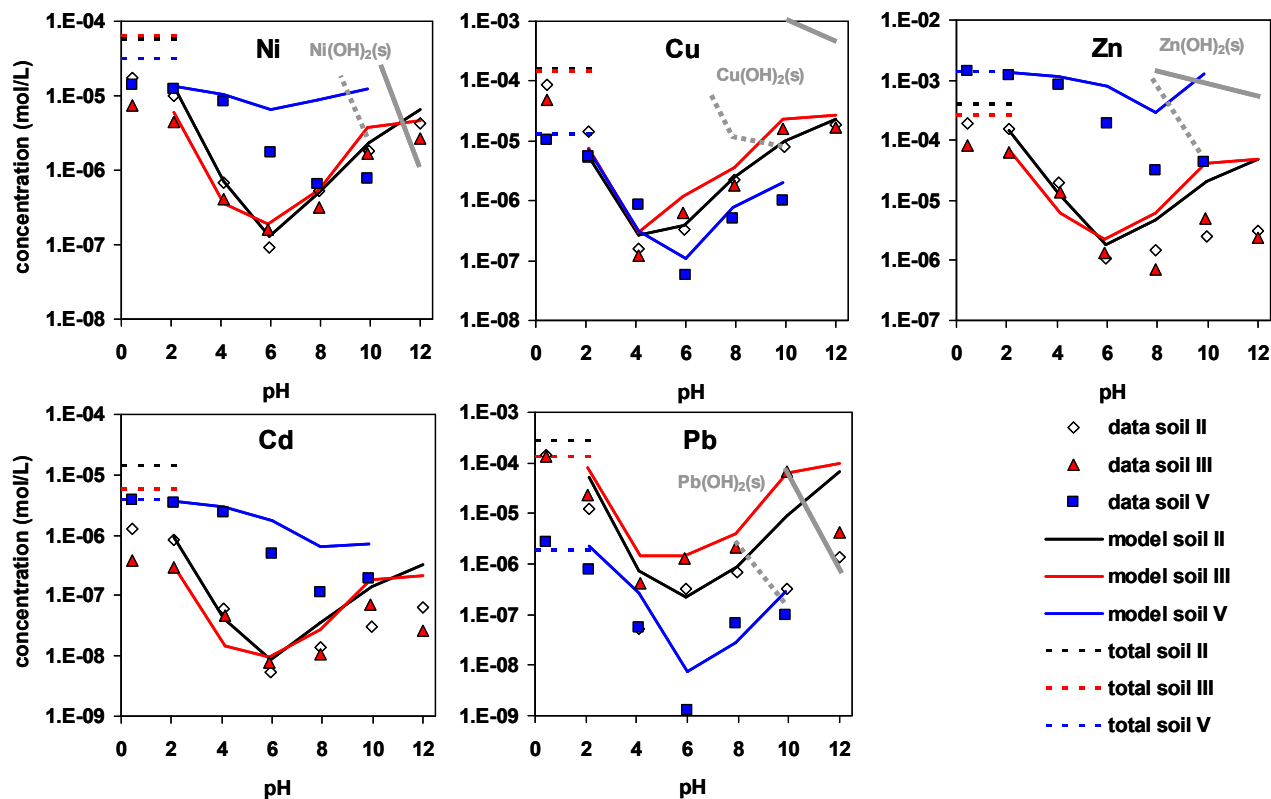 1.E-04
1.E-05
1.E-06
1.E-07
1.E-08
0 2 4 6 8 10 12
pH
concentration (mol/L)
Ni
Ni(OH)2(s)
1.E-03
1.E-04
1.E-05
1.E-06
1.E-07
1.E-08
0 2 4 6 8 10 12
pH
Cu
Cu(OH)2(s)
1.E-02
1.E-03
1.E-04
1.E-05
1.E-06
1.E-07
0 2 4 6 8 10 12
pH
Zn
Zn(OH)2(s)
1.E-04
1.E-05
1.E-06
1.E-07
1.E-08
1.E-09
0 2 4 6 8 10 12
pH
concentration (mol/L)
Cd
1.E-03
1.E-04
1.E-05
1.E-06
1.E-07
1.E-08
1.E-09
0 2 4 6 8 10 12
pH
Pb
Pb(OH)2(s)
data soil II
data soil III
data soil V
model soil II
model soil III
model soil V
total soil II
total soil III
total soil V